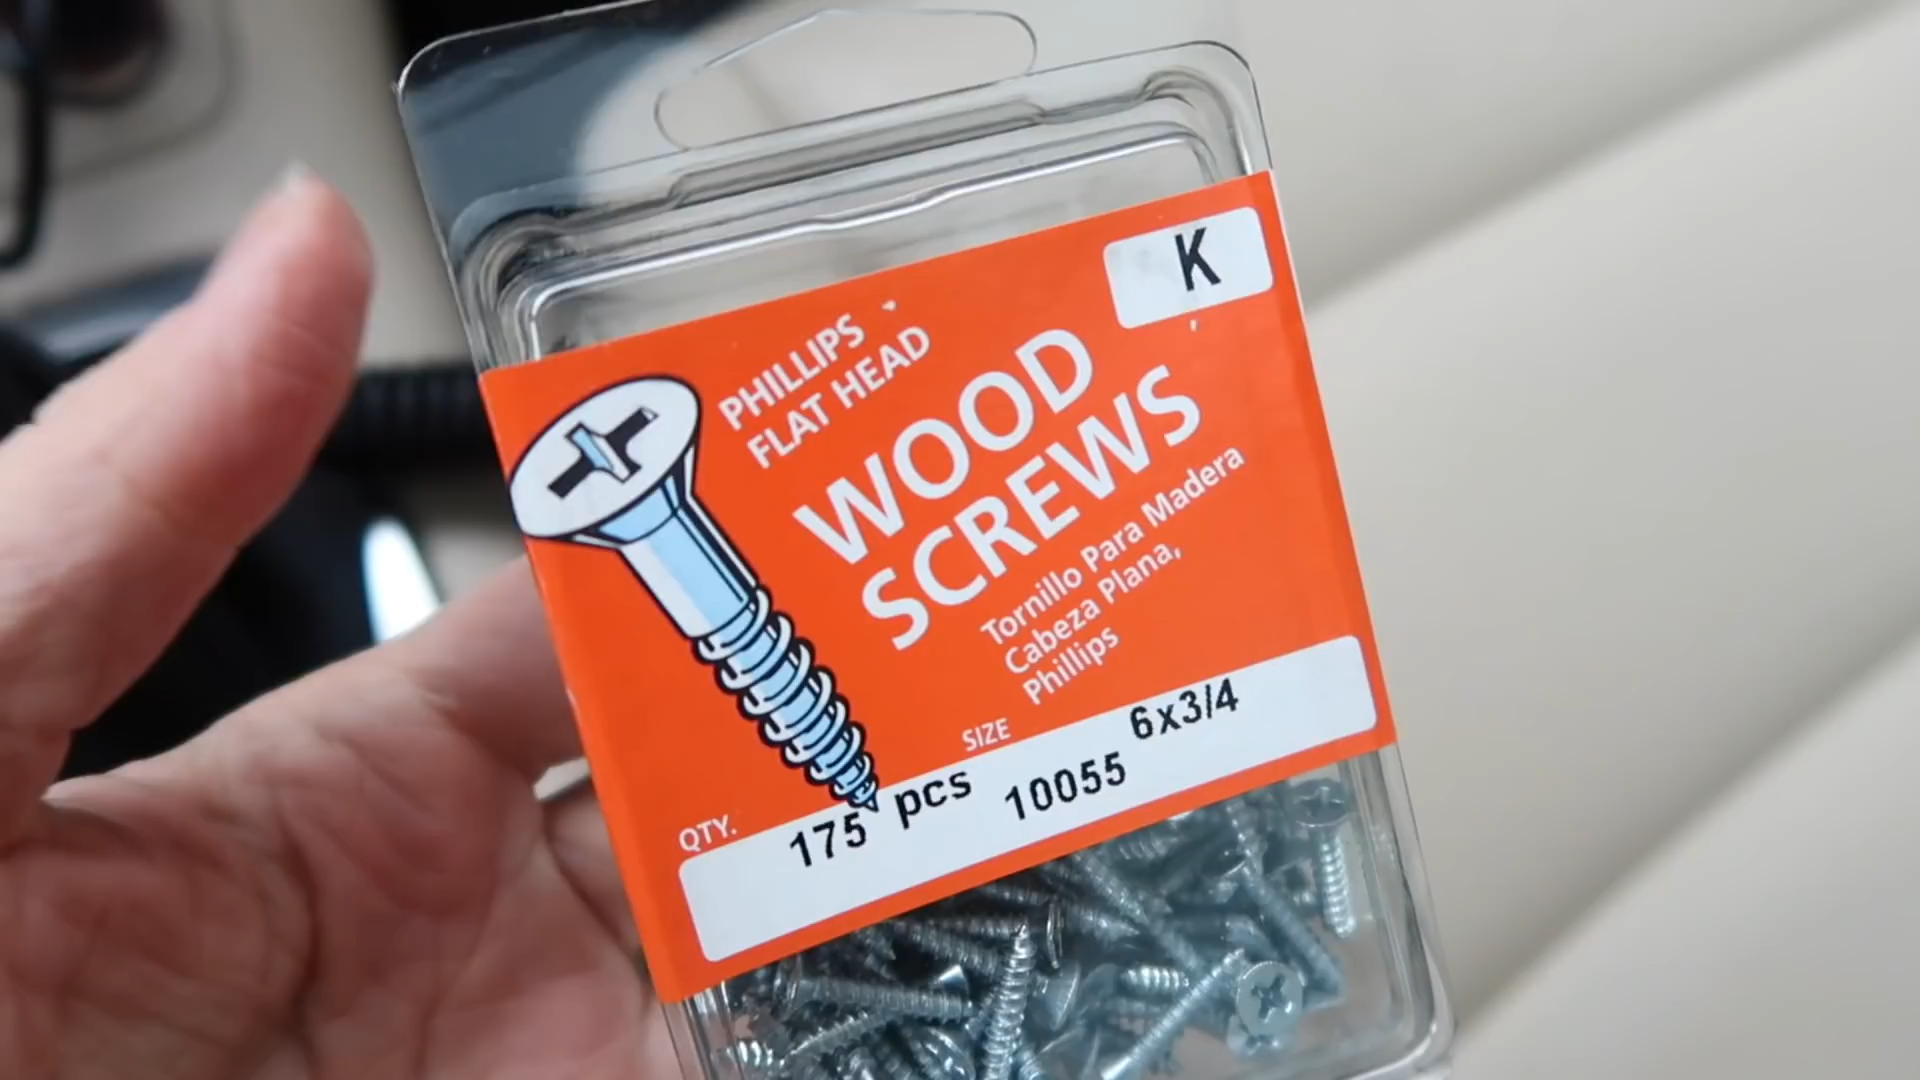 K
PHILLIPS
FLAT HEAD
WOOD
SCREWS
Tornillo Para Madera
Cabeza Plana,
Phillips
SIZE
6x3/4
QTY.
175 pcs
10055